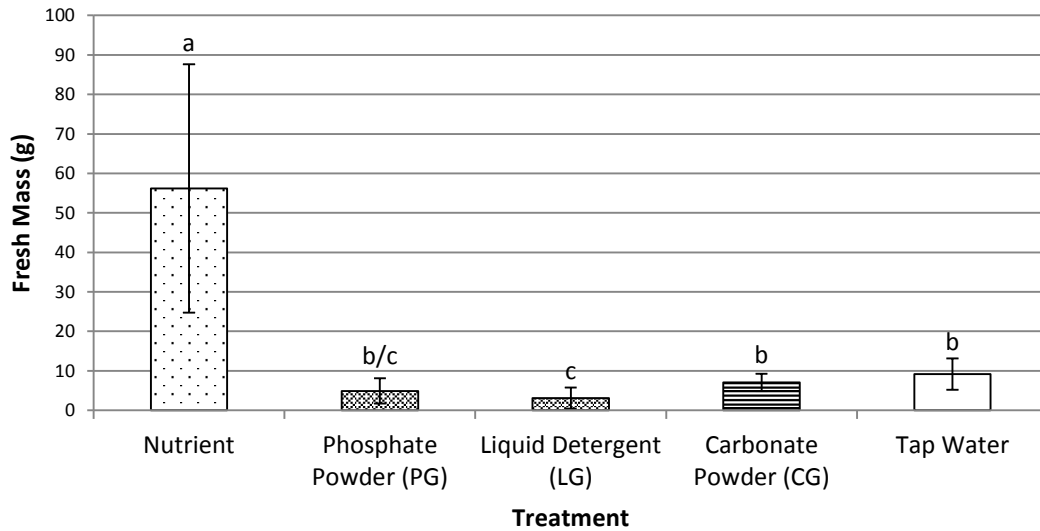 100
90
80
70
60
50
40
30
20
10
0
Fresh Mass (g)
a
b/c
c
b
b
Nutrient
Phosphate
Powder (PG)
Liquid Detergent
(LG)
Carbonate
Powder (CG)
Tap Water
Treatment